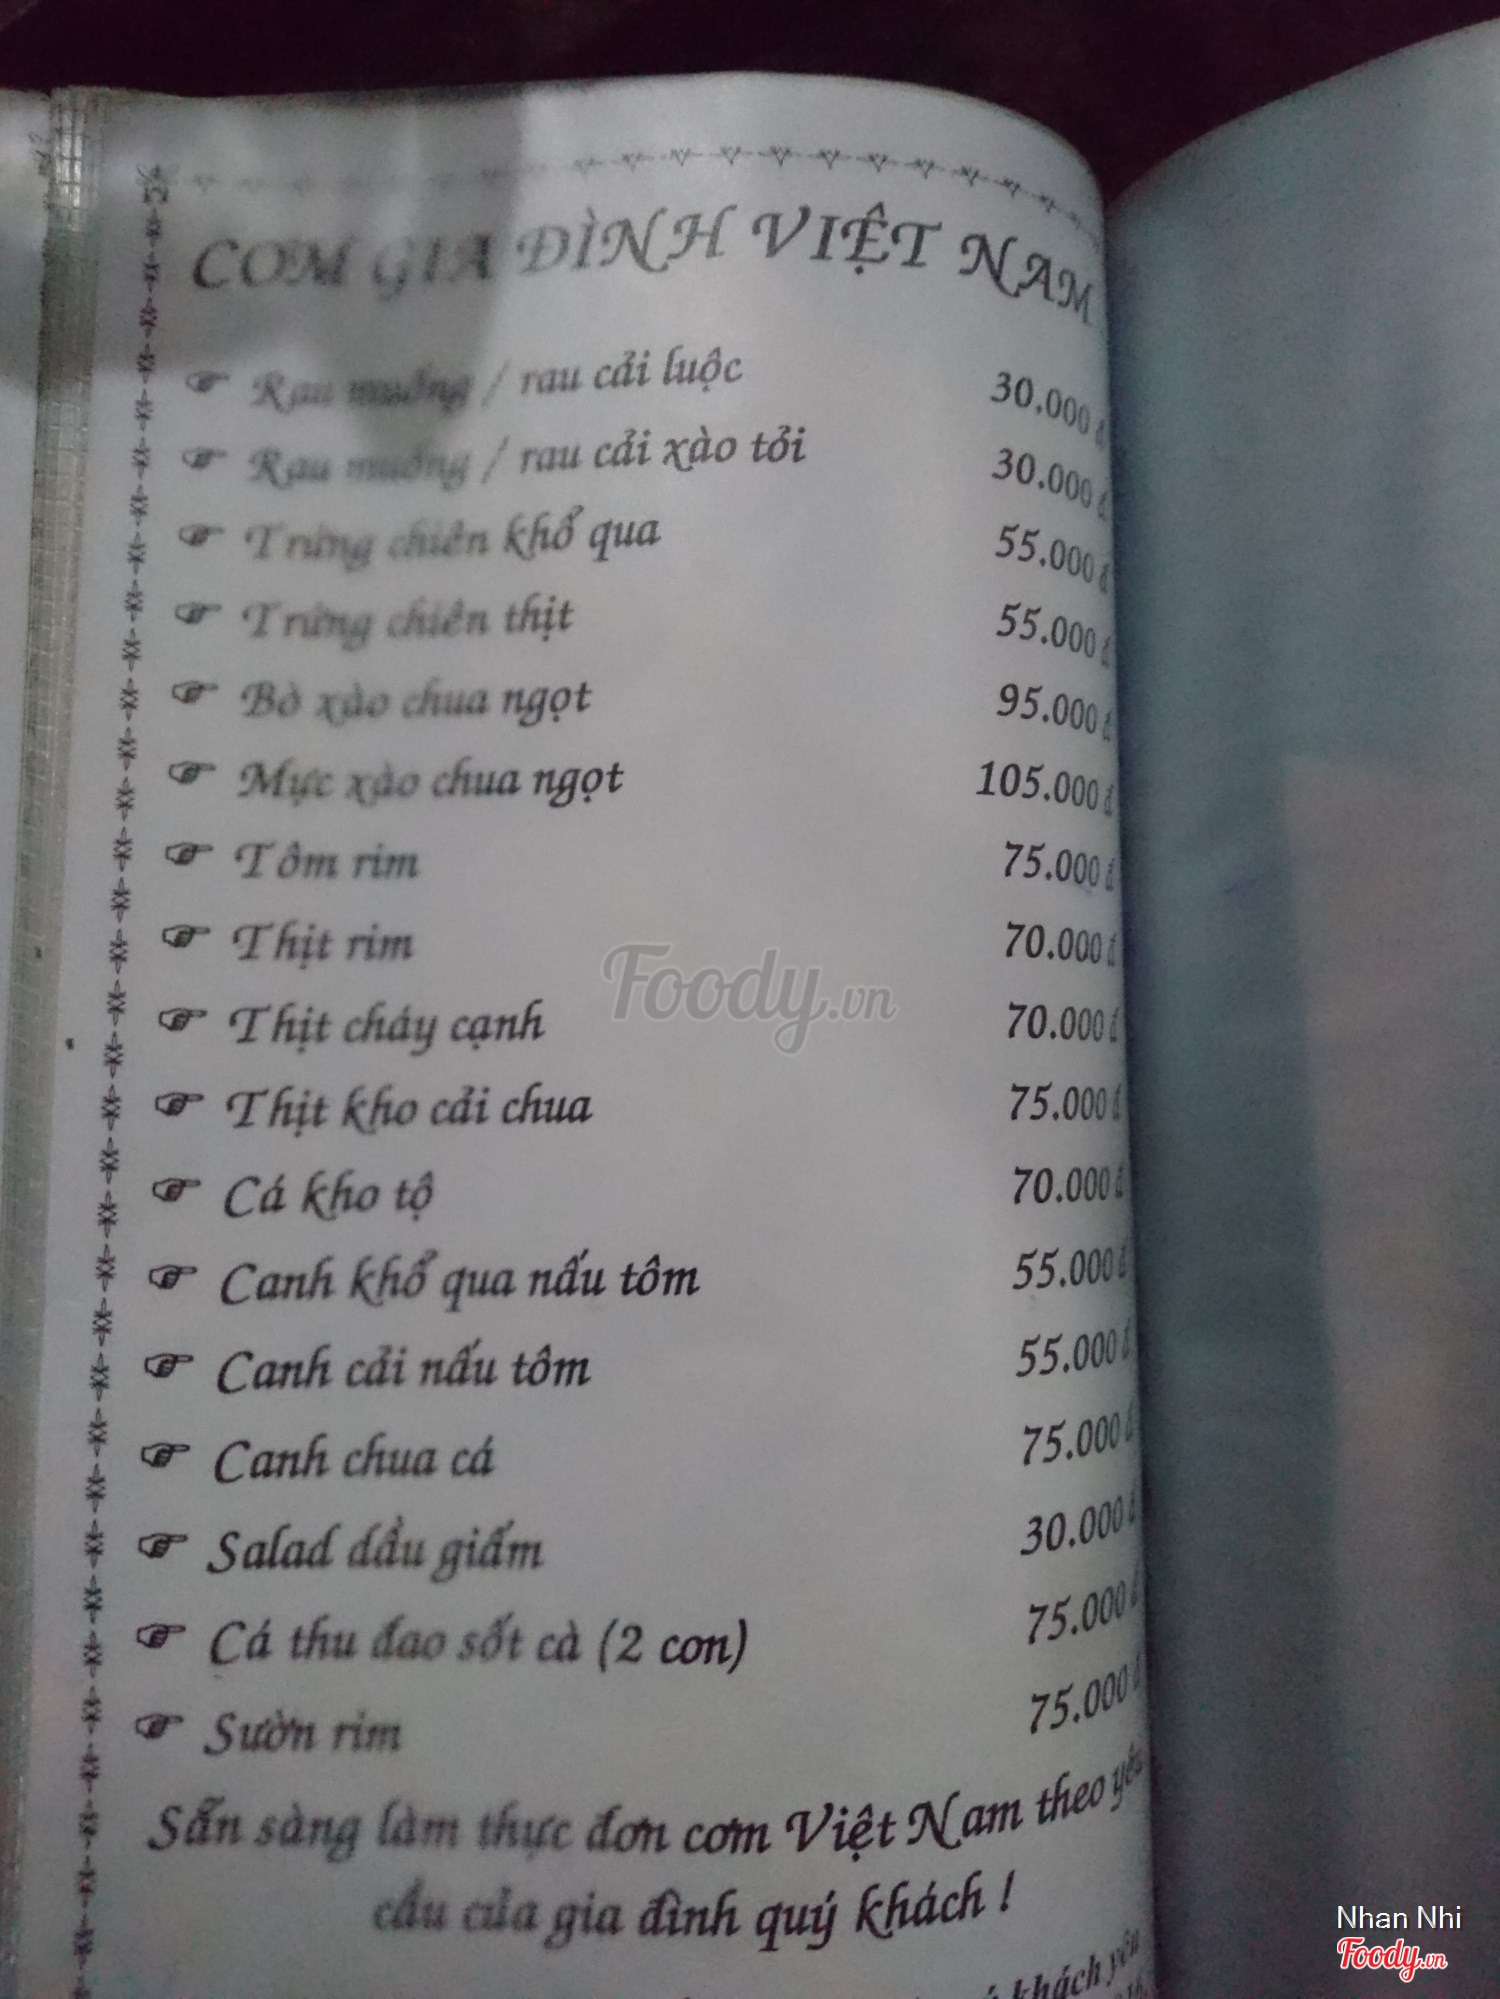 CƠM GIA ĐÌNH VIỆT NAM
Rau muống / rau cải luộc 30.000 đ
Rau muống / rau cải xào tỏi 30.000 đ
Trứng chiên khổ qua 55.000 đ
Trứng chiên thịt 55.000 đ
Bò xào chua ngọt 95.000 đ
Mực xào chua ngọt 105.000 đ
Tôm rim 75.000 đ
Thịt rim 70.000 đ
Thịt cháy cạnh 70.000 đ
Thịt kho cải chua 75.000 đ
Cá kho tộ 70.000 đ
Canh khổ qua nấu tôm 55.000 đ
Canh cải nấu tôm 55.000 đ
Canh chua cá 75.000 đ
Salad dầu giấm 30.000 đ
Cá thu đao sốt cà (2 con) 75.000 đ
Sườn rim 75.000 đ
Sẵn sàng làm thực đơn cơm Việt Nam theo yêu
cầu của gia đình quý khách !
khách yêu
Foody.vn
Nhan Nhi
Foody.vn